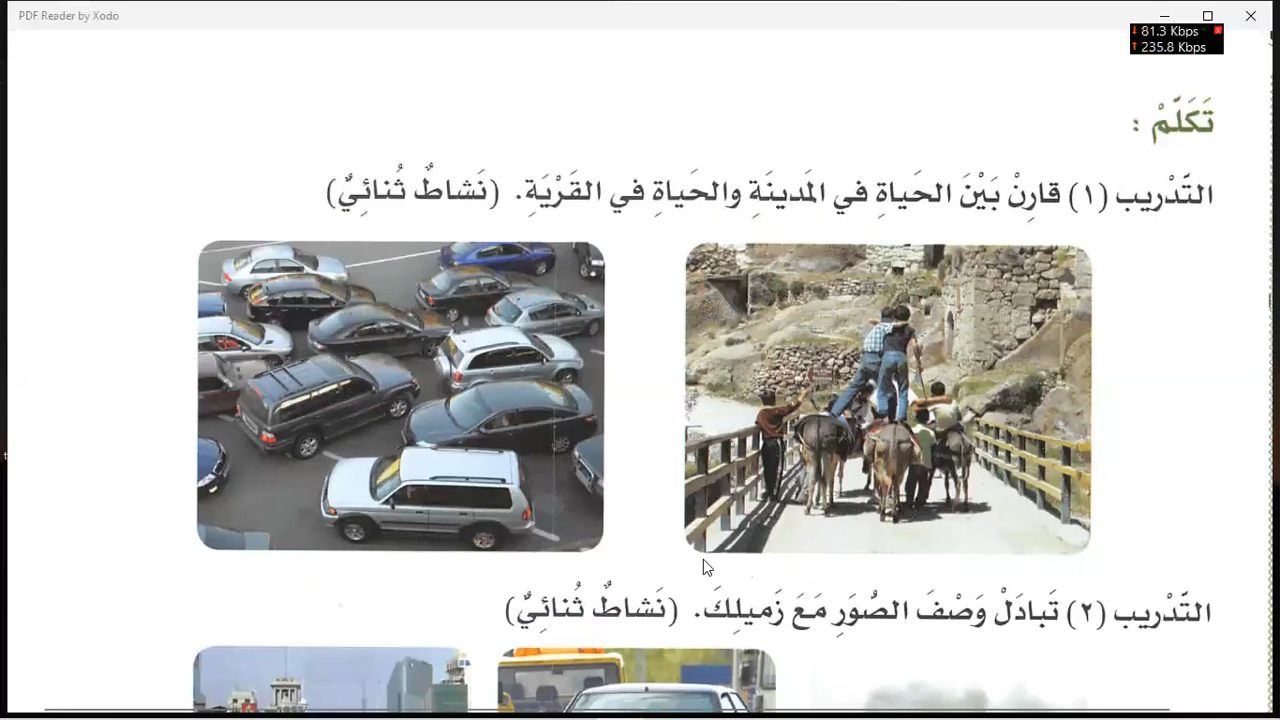 PDF Reader by Xodo
81.3 Kbps
235.8 Kbps
تَكَلَّمْ :
التَّدْريب (١) قارِنْ بَيْنَ الحَياةِ في المَدينَةِ والحَياةِ في القَرْيَةِ. (نَشاطٌ ثُنائِيٌّ)
التَّدْريب (٢) تَبادَلْ وَصْفَ الصُّوَرِ مَعَ زَميلِكَ. (نَشاطٌ ثُنائِيٌّ)